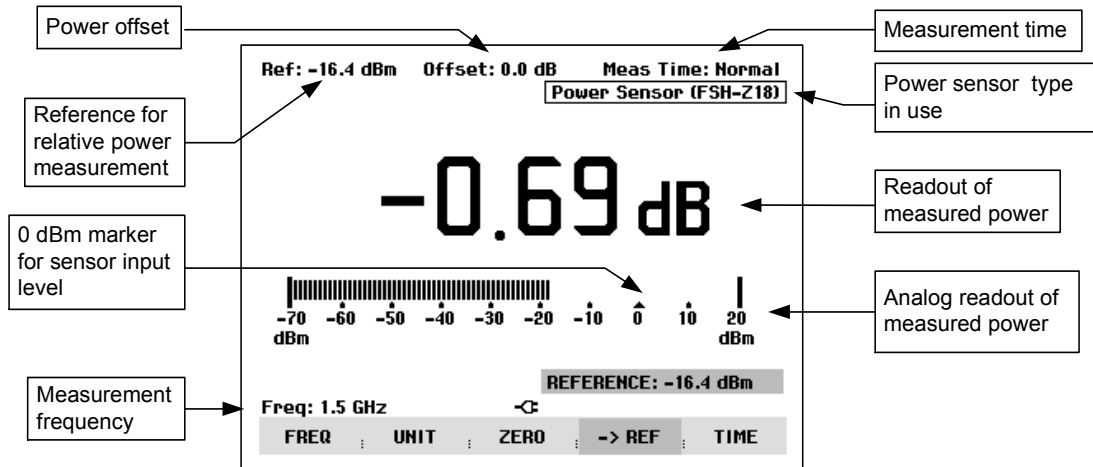 Power offset
Measurement time
Ref: -16.4 dBm Offset: 0.0 dB Meas Time: Normal
Power Sensor (FSH-Z18)
Power sensor type
in use
Reference for
relative power
measurement
-0.69 dB
Readout of
measured power
0 dBm marker
for sensor input
level
-70 -60 -50 -40 -30 -20 -10 0 10 20
dBm dBm
Analog readout of
measured power
REFERENCE: -16.4 dBm
Measurement
frequency
Freq: 1.5 GHz
FREQ UNIT ZERO -> REF TIME